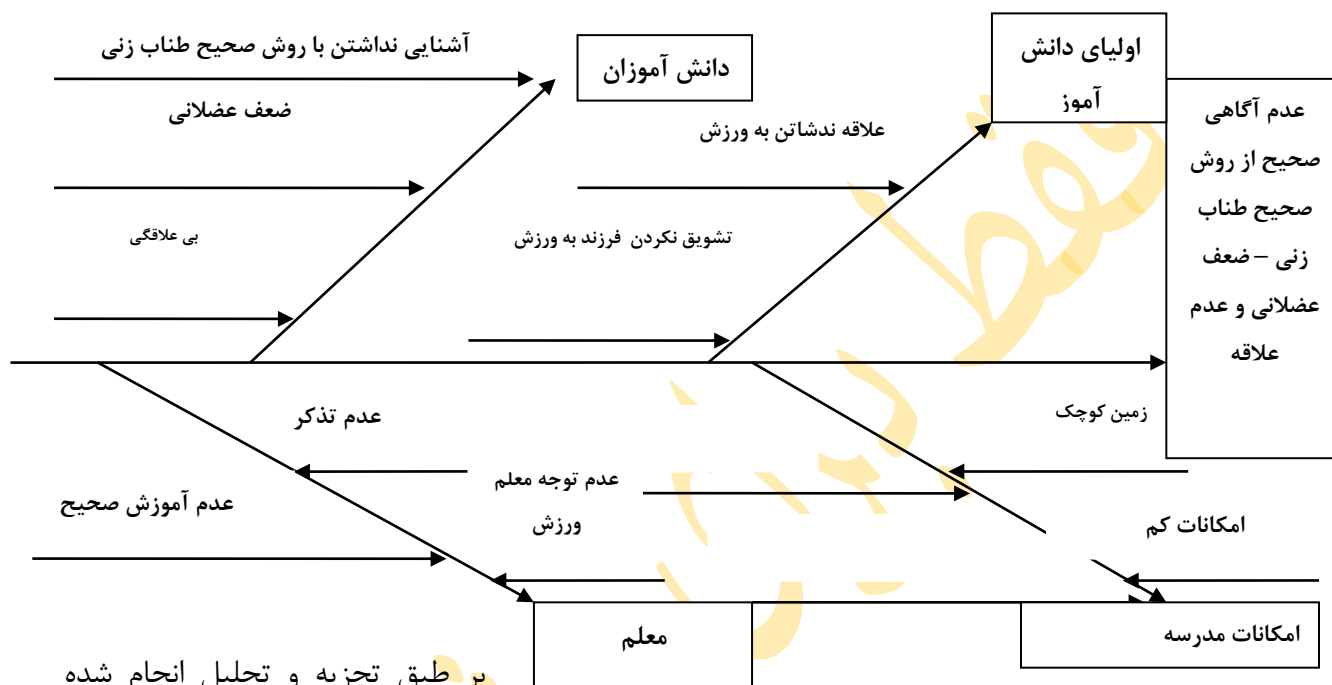 آشنایی نداشتن با روش صحیح طناب زنی
دانش آموزان
اولیای دانش
آموز
ضعف عضلانی
علاقه ندشاتن به ورزش
بی علاقگی
تشویق نکردن فرزند به ورزش
عدم آگاهی
صحیح از روش
صحیح طناب
زنی – ضعف
عضلانی و عدم
علاقه
عدم تذکر
زمین کوچک
عدم آموزش صحیح
عدم توجه معلم
ورزش
امکانات کم
معلم
امکانات مدرسه
بر طبق تجزیه و تحلیل انجام شده